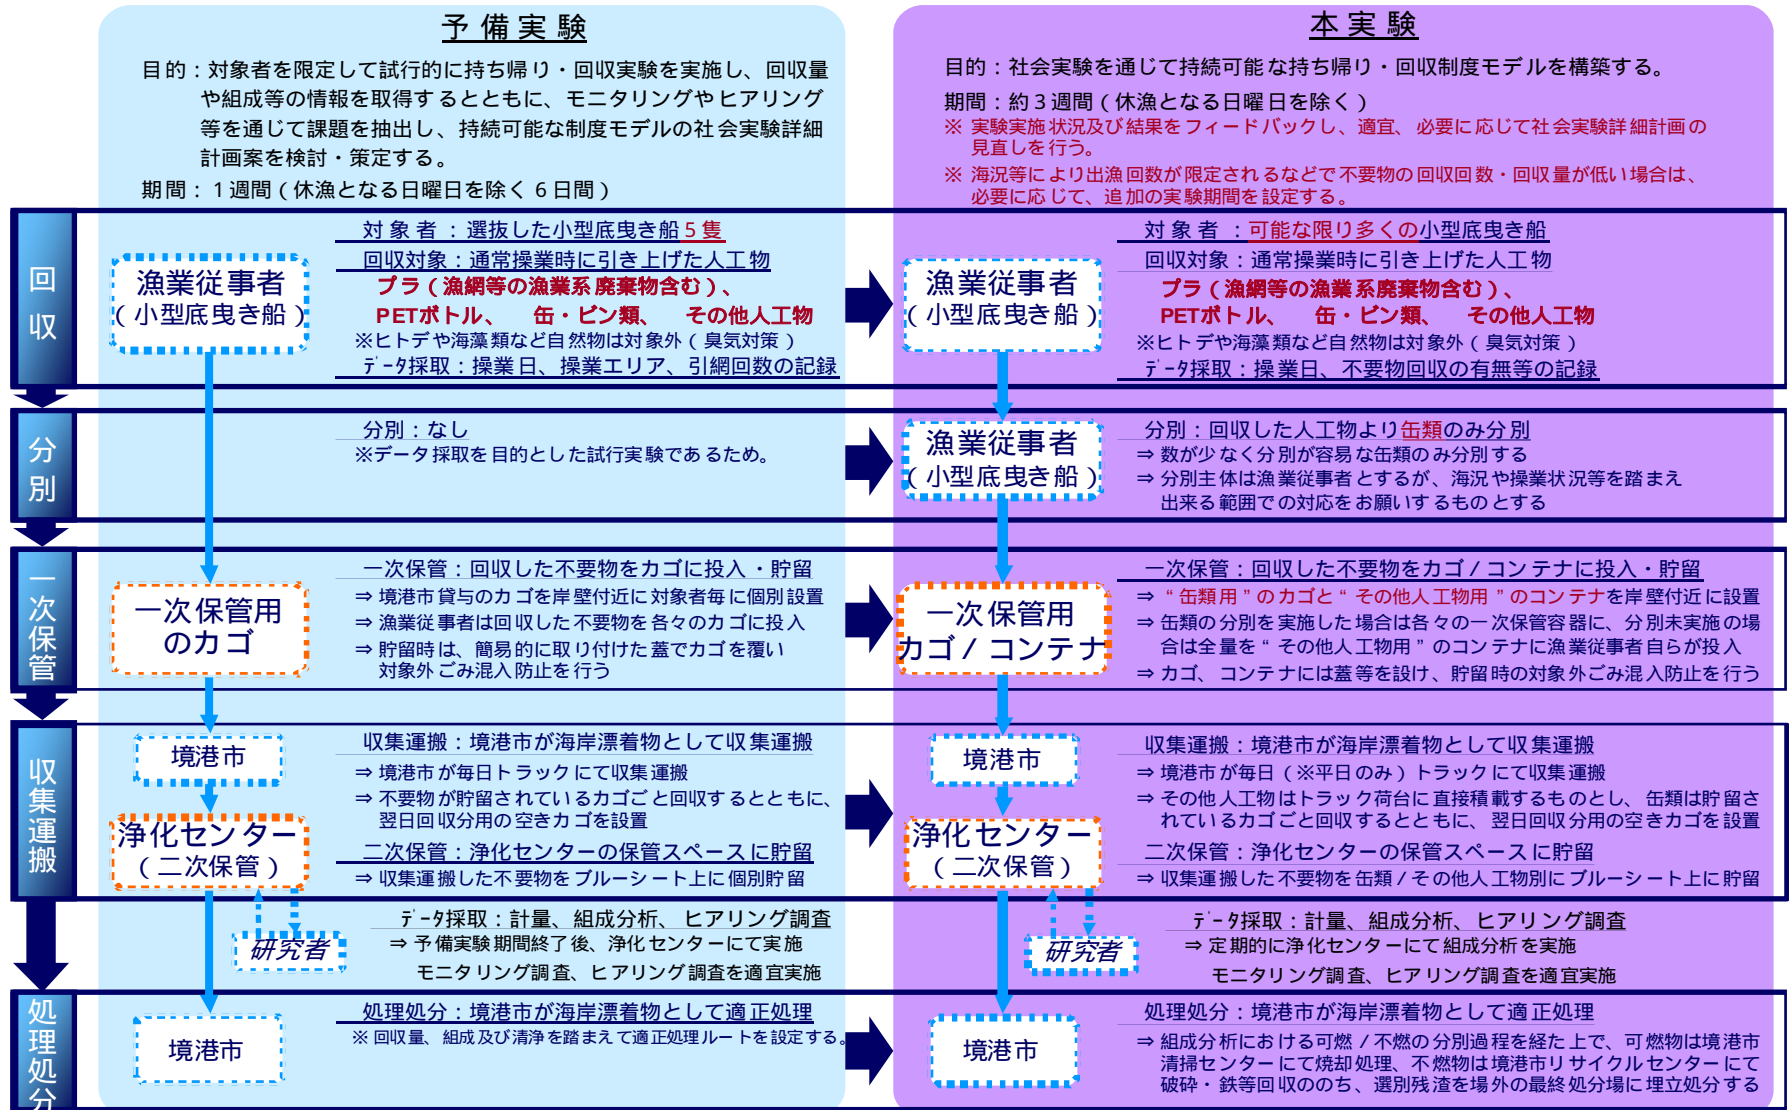 予備実験
目的：対象者を限定して試行的に持ち帰り・回収実験を実施し、回収量
や組成等の情報を取得するとともに、モニタリングやヒアリング
等を通じて課題を抽出し、持続可能な制度モデルの社会実験詳細
計画案を検討・策定する。
期間：１週間（休漁となる日曜日を除く６日間）
本実験
目的：社会実験を通じて持続可能な持ち帰り・回収制度モデルを構築する。
期間：約３週間（休漁となる日曜日を除く）
※ 実験実施状況及び結果をフィードバックし、適宜、必要に応じて社会実験詳細計画の
見直しを行う。
※ 海況等により出漁回数が限定されるなどで不要物の回収回数・回収量が低い場合は、
必要に応じて、追加の実験期間を設定する。
回収
漁業従事者
（小型底曳き船）
対象者：選抜した小型底曳き船５隻
回収対象：通常操業時に引き上げた人工物
プラ（漁網等の漁業系廃棄物含む）、
PETボトル、 缶・ビン類、 その他人工物
※ヒトデや海藻類など自然物は対象外（臭気対策）
ﾃﾞｰﾀ採取：操業日、操業エリア、引網回数の記録
漁業従事者
（小型底曳き船）
対象者：可能な限り多くの小型底曳き船
回収対象：通常操業時に引き上げた人工物
プラ（漁網等の漁業系廃棄物含む）、
PETボトル、 缶・ビン類、 その他人工物
※ヒトデや海藻類など自然物は対象外（臭気対策）
ﾃﾞｰﾀ採取：操業日、不要物回収の有無等の記録
分別
分別：なし
※データ採取を目的とした試行実験であるため。
漁業従事者
（小型底曳き船）
分別：回収した人工物より缶類のみ分別
⇒ 数が少なく分別が容易な缶類のみ分別する
⇒ 分別主体は漁業従事者とするが、海況や操業状況等を踏まえ
出来る範囲での対応をお願いするものとする
一次保管
一次保管用
のカゴ
一次保管：回収した不要物をカゴに投入・貯留
⇒ 境港市貸与のカゴを岸壁付近に対象者毎に個別設置
⇒ 漁業従事者は回収した不要物を各々のカゴに投入
⇒ 貯留時は、簡易的に取り付けた蓋でカゴを覆い
対象外ごみ混入防止を行う
一次保管用
カゴ/コンテナ
一次保管：回収した不要物をカゴ/コンテナに投入・貯留
⇒ “缶類用”のカゴと“その他人工物用”のコンテナを岸壁付近に設置
⇒ 缶類の分別を実施した場合は各々の一次保管容器に、分別未実施の場
合は全量を“その他人工物用”のコンテナに漁業従事者自らが投入
⇒ カゴ、コンテナには蓋等を設け、貯留時の対象外ごみ混入防止を行う
収集運搬
境港市
浄化センター
（二次保管）
収集運搬：境港市が海岸漂着物として収集運搬
⇒ 境港市が毎日トラックにて収集運搬
⇒ 不要物が貯留されているカゴごと回収するとともに、
翌日回収分用の空きカゴを設置
二次保管：浄化センターの保管スペースに貯留
⇒ 収集運搬した不要物をブルーシート上に個別貯留
境港市
浄化センター
（二次保管）
収集運搬：境港市が海岸漂着物として収集運搬
⇒ 境港市が毎日（※平日のみ）トラックにて収集運搬
⇒ その他人工物はトラック荷台に直接積載するものとし、缶類は貯留さ
れているカゴごと回収するとともに、翌日回収分用の空きカゴを設置
二次保管：浄化センターの保管スペースに貯留
⇒ 収集運搬した不要物を缶類/その他人工物別にブルーシート上に貯留
研究者
ﾃﾞｰﾀ採取：計量、組成分析、ヒアリング調査
⇒ 予備実験期間終了後、浄化センターにて実施
モニタリング調査、ヒアリング調査を適宜実施
研究者
ﾃﾞｰﾀ採取：計量、組成分析、ヒアリング調査
⇒ 定期的に浄化センターにて組成分析を実施
モニタリング調査、ヒアリング調査を適宜実施
処理処分
境港市
処理処分：境港市が海岸漂着物として適正処理
※ 回収量、組成及び清浄を踏まえて適正処理ルートを設定する。
境港市
処理処分：境港市が海岸漂着物として適正処理
⇒ 組成分析における可燃/不燃の分別過程を経た上で、可燃物は境港市
清掃センターにて焼却処理、不燃物は境港市リサイクルセンターにて
破砕・鉄等回収ののち、選別残渣を場外の最終処分場に埋立処分する